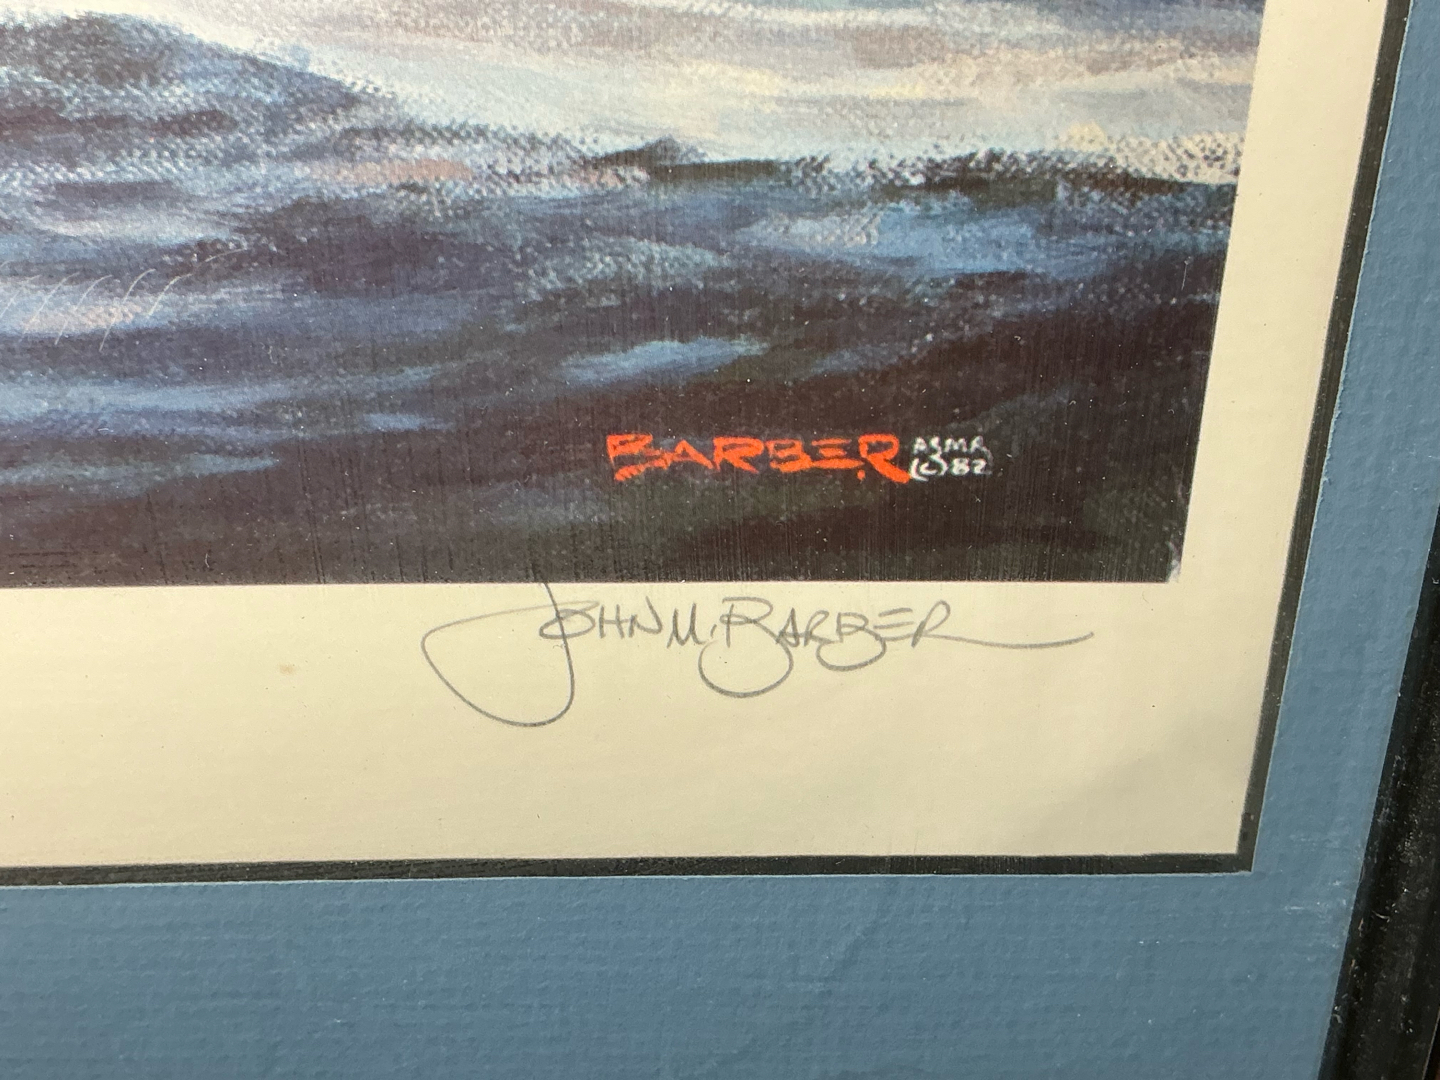 BARBER ASMA
(C) 82
JOHN M. BARBER